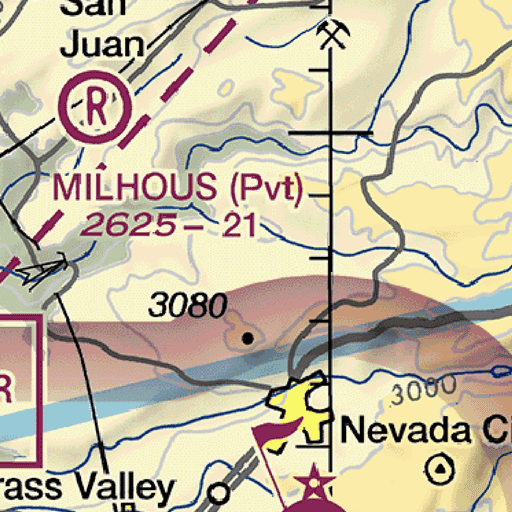 San
Juan
R
MILHOUS (Pvt)
2625 – 21
3080
R
3000
Nevada Ci
rass Valley